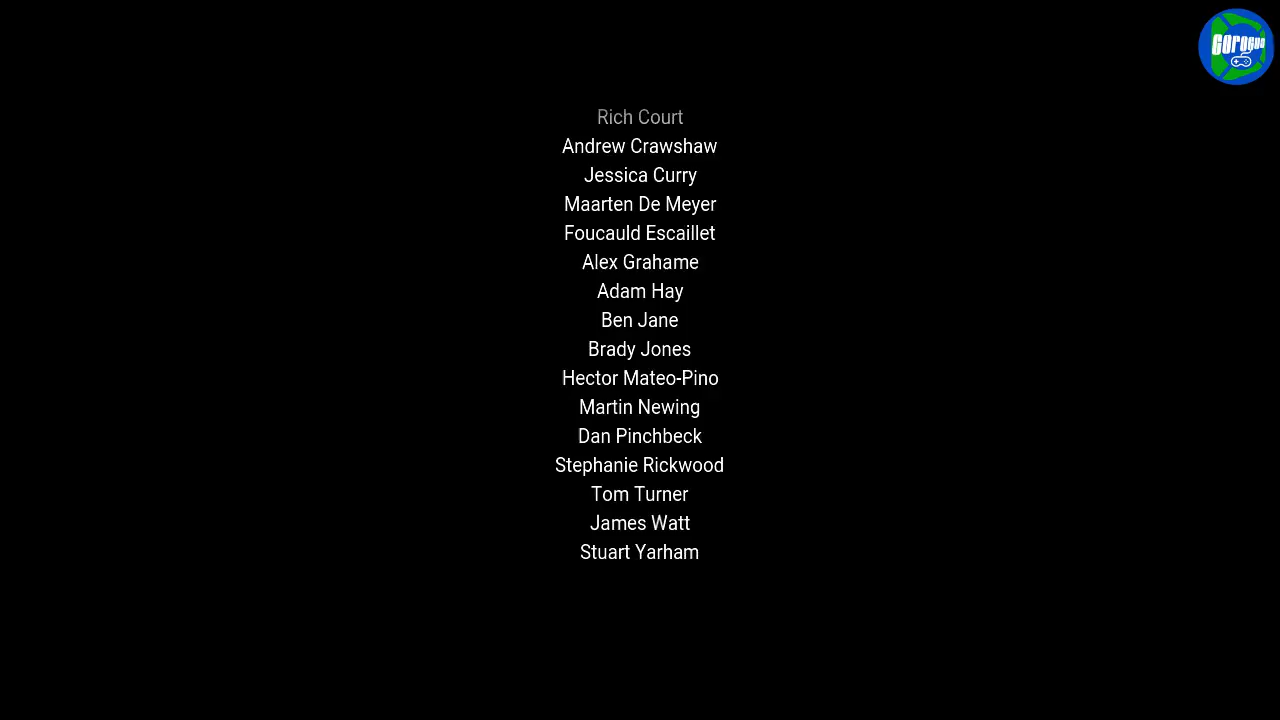 Rich Court
Andrew Crawshaw
Jessica Curry
Maarten De Meyer
Foucauld Escaillet
Alex Grahame
Adam Hay
Ben Jane
Brady Jones
Hector Mateo-Pino
Martin Newing
Dan Pinchbeck
Stephanie Rickwood
Tom Turner
James Watt
Stuart Yarham